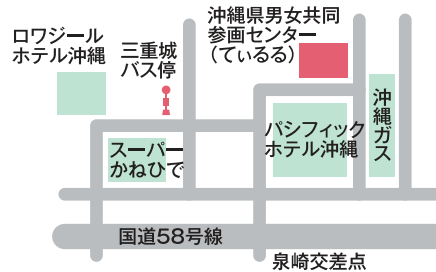 ロワジール
ホテル沖縄
三重城
バス停
沖縄県男女共同
参画センター
（ているる）
スーパー
かねひで
パシフィック
ホテル沖縄
沖縄ガス
国道58号線
泉崎交差点